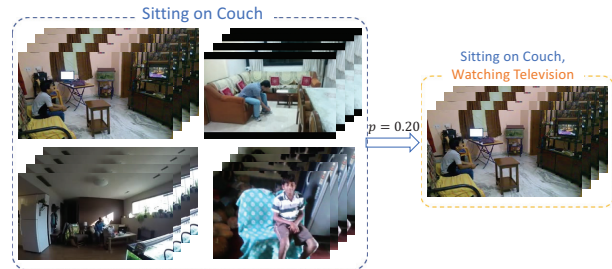 Sitting on Couch
Sitting on Couch,
Watching Television
p = 0.20